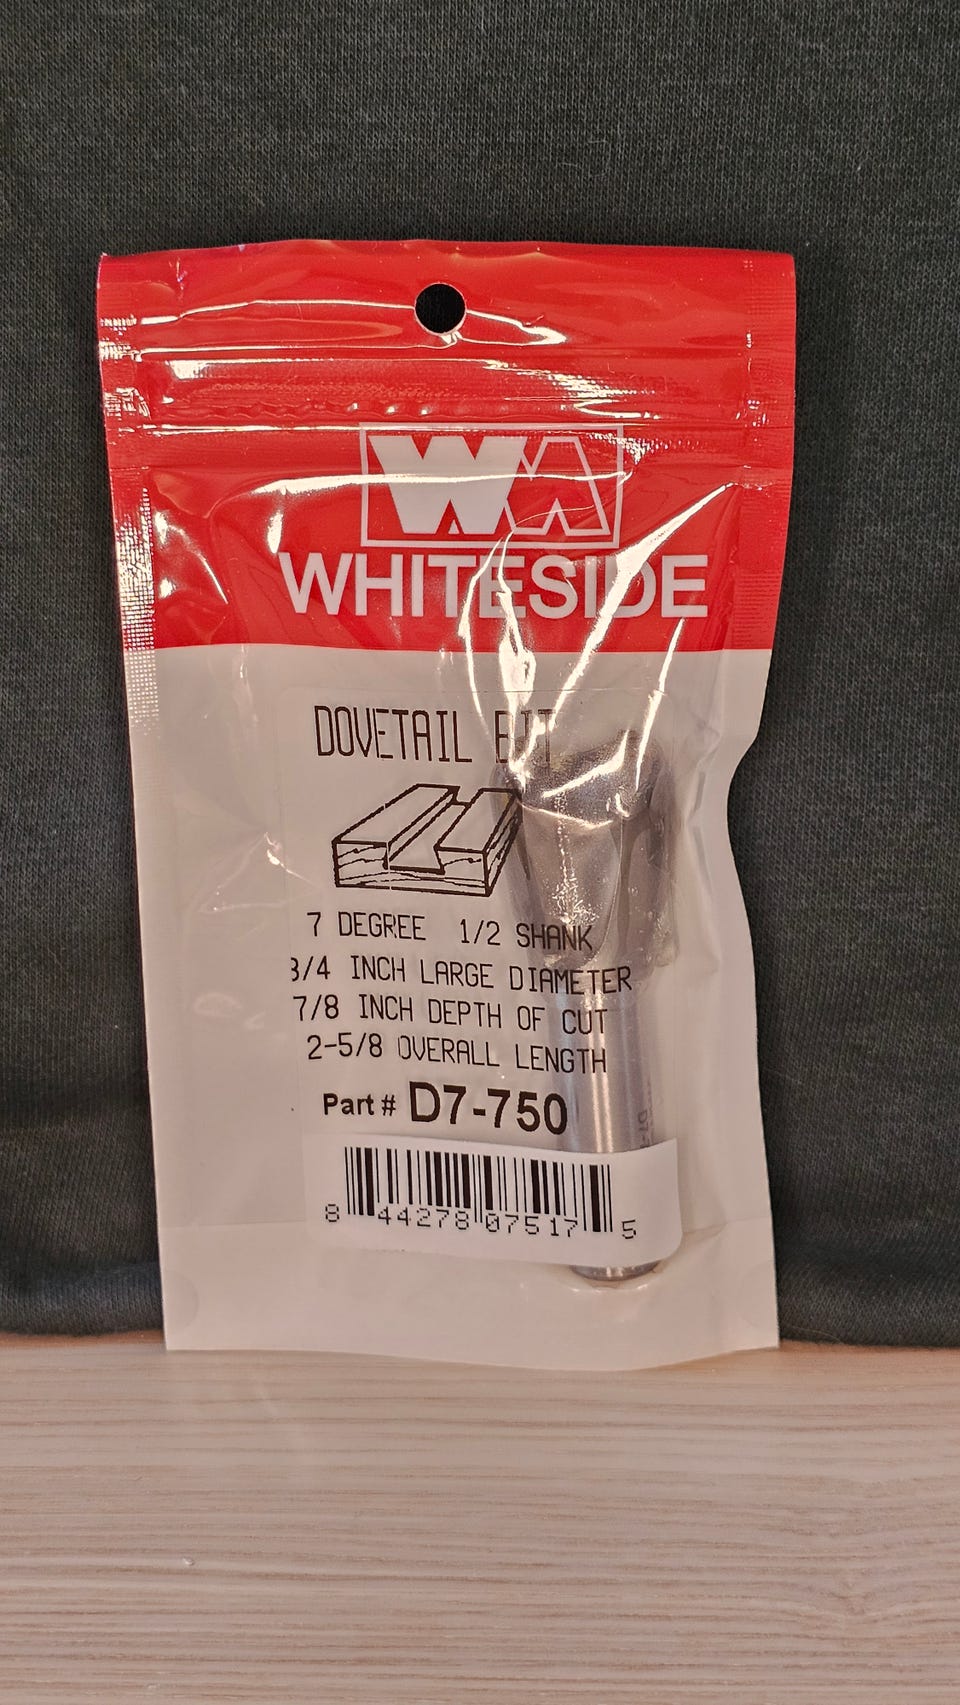 WA
WHITESIDE
DOVETAIL BIT
7 DEGREE 1/2 SHANK
3/4 INCH LARGE DIAMETER
7/8 INCH DEPTH OF CUT
2-5/8 OVERALL LENGTH
Part # D7-750
8 44278 07517 5